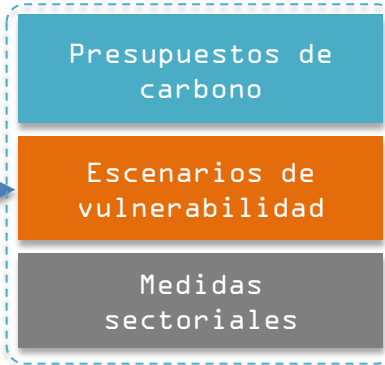 Presupuestos de
carbono
Escenarios de
vulnerabilidad
Medidas
sectoriales